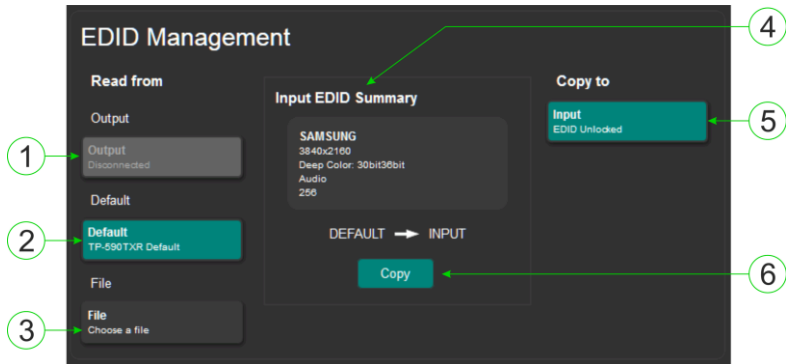 EDID Management
4
Read from
Copy to
Input EDID Summary
Output
Input
EDID Unlocked
5
SAMSUNG
3840x2160
Deep Color: 30bit36bit
Audio
256
1
Output
Disconnected
Default
2
Default
TP-590TXR Default
DEFAULT INPUT
Copy
6
File
3
File
Choose a file